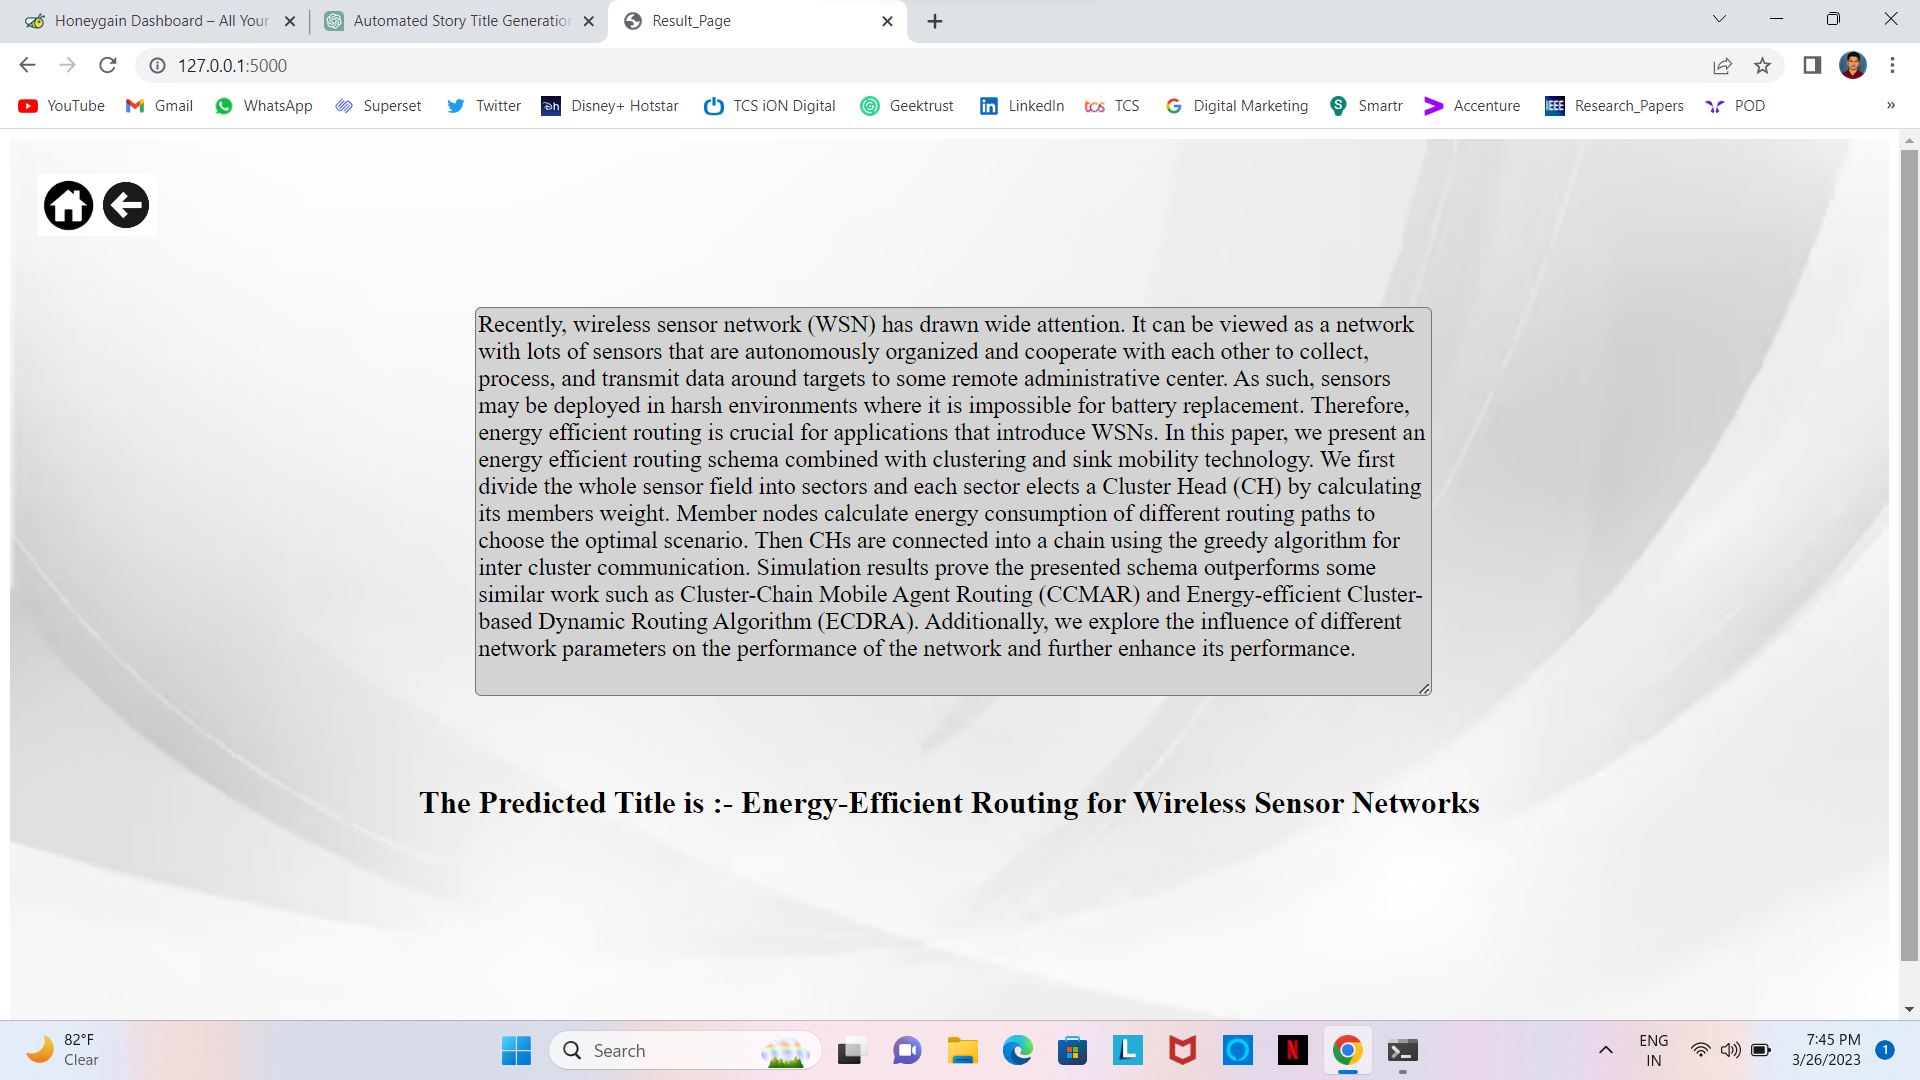 Honeygain Dashboard – All Your
Automated Story Title Generation
Result_Page
127.0.0.1:5000
YouTube
Gmail
WhatsApp
Superset
Twitter
Disney+ Hotstar
TCS iON Digital
Geektrust
LinkedIn
TCS
Digital Marketing
Smartr
Accenture
Research_Papers
POD
»
Recently, wireless sensor network (WSN) has drawn wide attention. It can be viewed as a network
with lots of sensors that are autonomously organized and cooperate with each other to collect,
process, and transmit data around targets to some remote administrative center. As such, sensors
may be deployed in harsh environments where it is impossible for battery replacement. Therefore,
energy efficient routing is crucial for applications that introduce WSNs. In this paper, we present an
energy efficient routing schema combined with clustering and sink mobility technology. We first
divide the whole sensor field into sectors and each sector elects a Cluster Head (CH) by calculating
its members weight. Member nodes calculate energy consumption of different routing paths to
choose the optimal scenario. Then CHs are connected into a chain using the greedy algorithm for
inter cluster communication. Simulation results prove the presented schema outperforms some
similar work such as Cluster-Chain Mobile Agent Routing (CCMAR) and Energy-efficient Cluster-
based Dynamic Routing Algorithm (ECDRA). Additionally, we explore the influence of different
network parameters on the performance of the network and further enhance its performance.
The Predicted Title is :- Energy-Efficient Routing for Wireless Sensor Networks
82°F
Clear
Search
ENG
IN
7:45 PM
3/26/2023
1